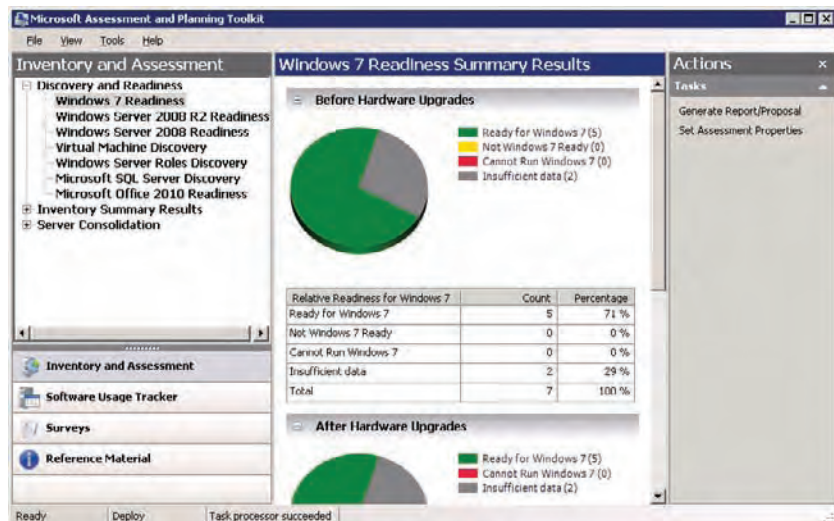 Microsoft Assessment and Planning Toolkit
File View Tools Help
Inventory and Assessment
Discovery and Readiness
Windows 7 Readiness
Windows Server 2008 R2 Readiness
Windows Server 2008 Readiness
Virtual Machine Discovery
Windows Server Roles Discovery
Microsoft SQL Server Discovery
Microsoft Office 2010 Readiness
Inventory Summary Results
Server Consolidation
Inventory and Assessment
Software Usage Tracker
Surveys
Reference Material
Windows 7 Readiness Summary Results
Before Hardware Upgrades
Ready for Windows 7 (5)
Not Windows 7 Ready (0)
Cannot Run Windows 7 (0)
Insufficient data (2)
Relative Readiness for Windows 7 Count Percentage
Ready for Windows 7 5 71 %
Not Windows 7 Ready 0 0 %
Cannot Run Windows 7 0 0 %
Insufficient data 2 29 %
Total 7 100 %
After Hardware Upgrades
Ready for Windows 7 (5)
Cannot Run Windows 7 (0)
Insufficient data (2)
Actions
Tasks
Generate Report/Proposal
Set Assessment Properties
Ready Deploy Task processor succeeded